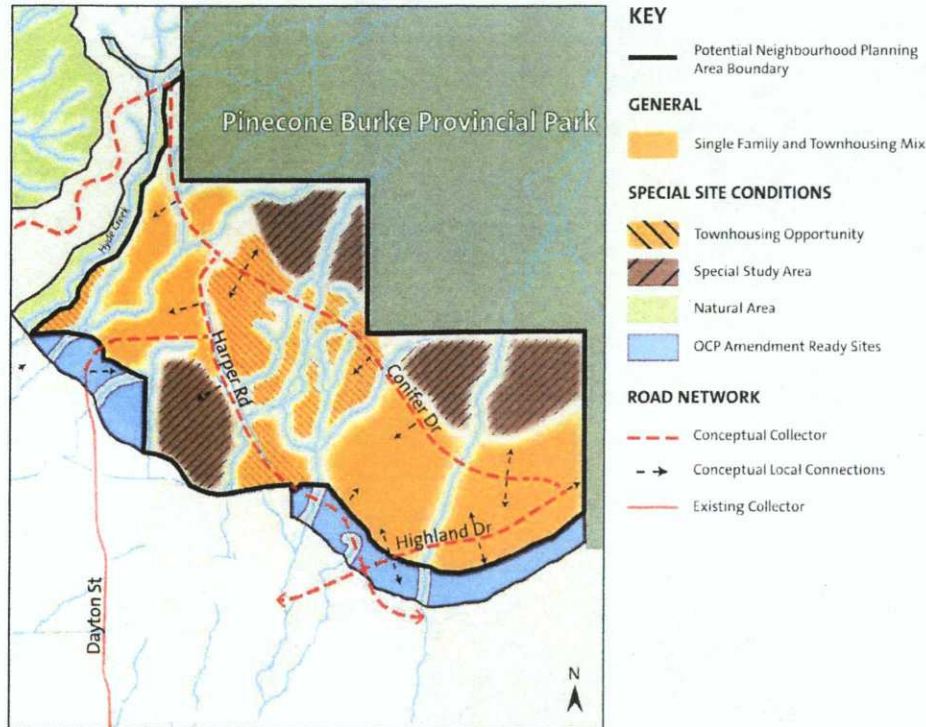 Pinecone Burke Provincial Park
Hyde Creek
Harper Rd
Conifer Dr
Highland Dr
Dayton St
N
KEY
Potential Neighbourhood Planning
Area Boundary
GENERAL
Single Family and Townhousing Mix
SPECIAL SITE CONDITIONS
Townhousing Opportunity
Special Study Area
Natural Area
OCP Amendment Ready Sites
ROAD NETWORK
Conceptual Collector
Conceptual Local Connections
Existing Collector